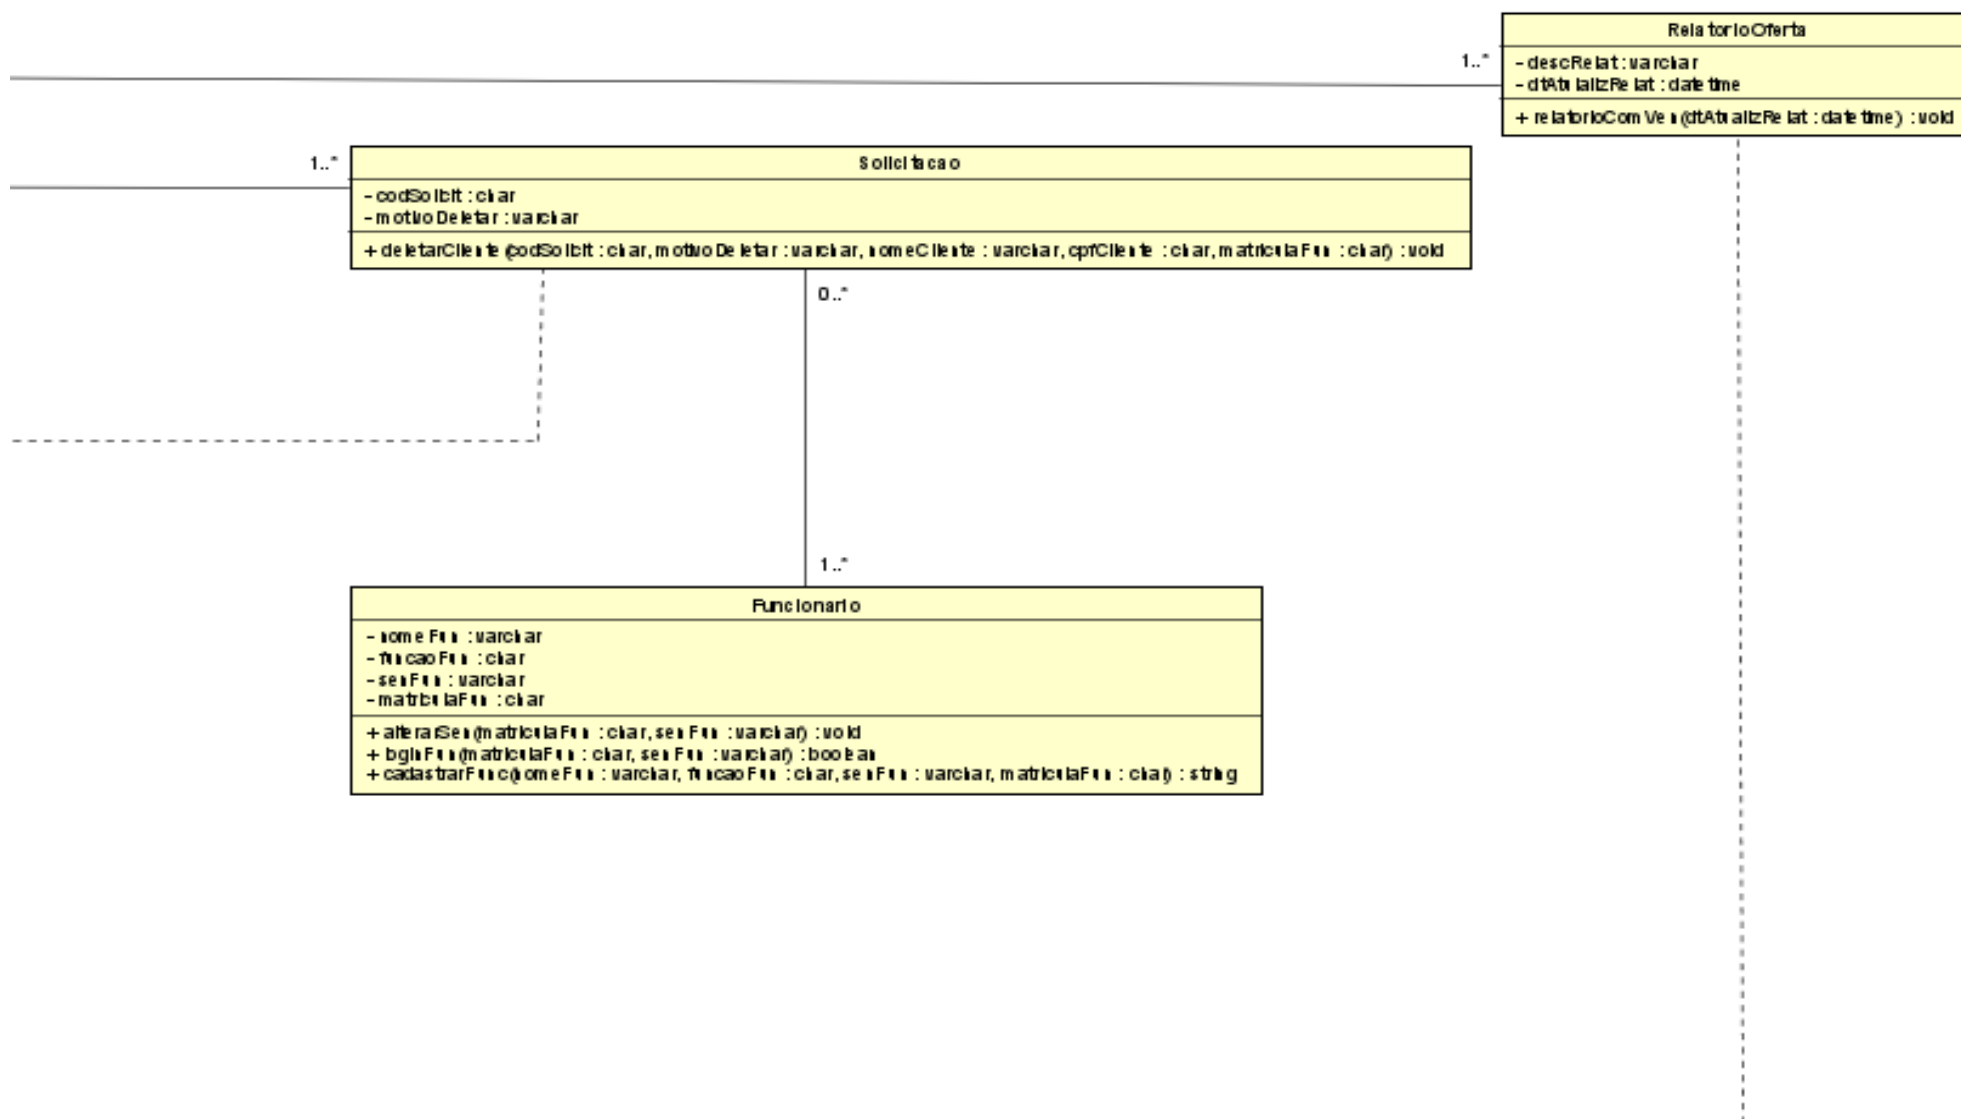 RelatorioOferta
1..*
- descRelat : varchar
- dtAtualizRelat : datetime
+ relatorioComVen(dtAtualizRelat : datetime) : void
1..*
Solicitacao
- codSolicit : char
- motivoDeletar : varchar
+ deletarCliente(codSolicit : char, motivoDeletar : varchar, nomeCliente : varchar, cpfCliente : char, matriculaFun : char) : void
0..*
1..*
Funcionario
- nomeFun : varchar
- funcaoFun : char
- senFun : varchar
- matriculaFun : char
+ alterarSen(matriculaFun : char, senFun : varchar) : void
+ loginFun(matriculaFun : char, senFun : varchar) : boolean
+ cadastrarFunc(nomeFun : varchar, funcaoFun : char, senFun : varchar, matriculaFun : char) : string